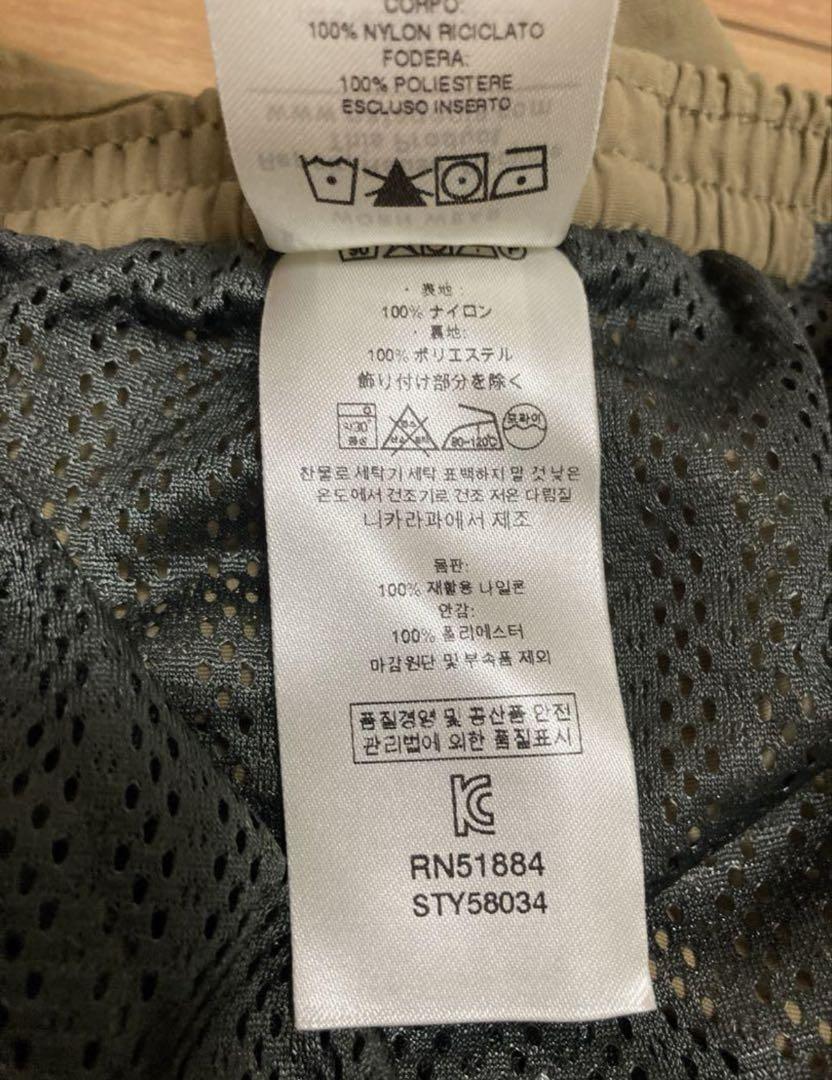 CORPO:
100% NYLON RICICLATO
FODERA:
100% POLIESTERE
ESCLUSO INSERTO
・表地:
100% ナイロン
・裏地:
100% ポリエステル
飾り付け部分を除く
80-120℃ 드라이
찬물로 세탁기 세탁 표백하지 말 것 낮은
온도에서 건조기로 건조 저온 다림질
니카라과에서 제조
몸판:
100% 재활용 나일론
안감:
100% 폴리에스터
마감원단 및 부속품 제외
품질경영 및 공산품 안전
관리법에 의한 품질표시
RN51884
STY58034